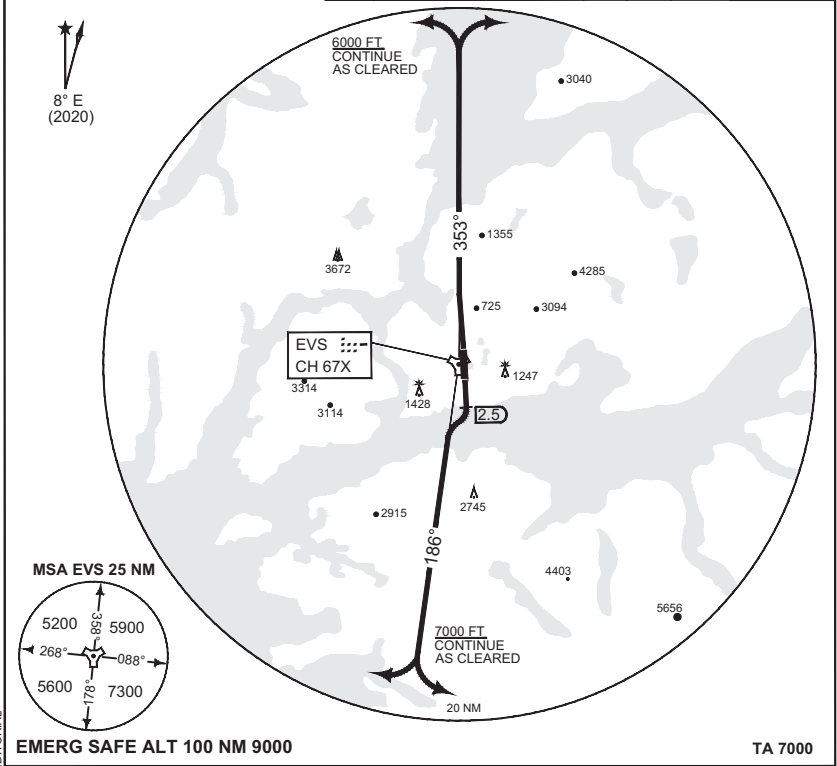 8° E
(2020)
6000 FT
CONTINUE
AS CLEARED
3040
353°
1355
3672
4285
725
3094
EVS
CH 67X
3314
3114
1428
1247
2.5
2915
2745
186°
4403
5656
7000 FT
CONTINUE
AS CLEARED
20 NM
MSA EVS 25 NM
5200
358°
5900
268°
088°
5600
178°
7300
EMERG SAFE ALT 100 NM 9000
TA 7000